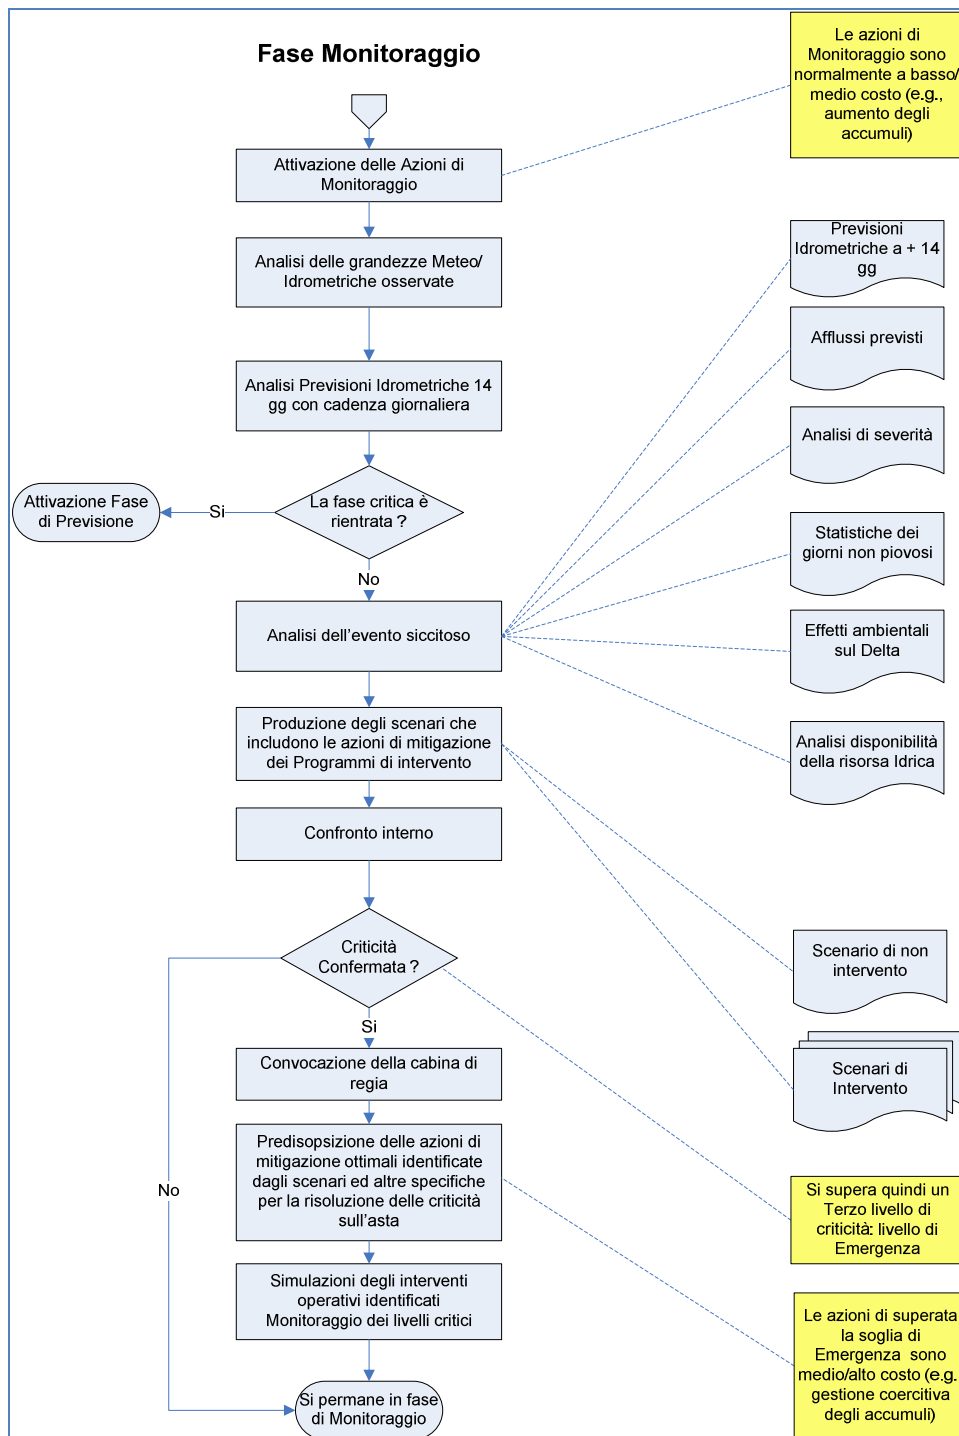 Fase Monitoraggio
Le azioni di
Monitoraggio sono
normalmente a basso/
medio costo (e.g.,
aumento degli
accumuli)
Attivazione delle Azioni di
Monitoraggio
Analisi delle grandezze Meteo/
Idrometriche osservate
Previsioni
Idrometriche a + 14
gg
Afflussi previsti
Analisi Previsioni Idrometriche 14
gg con cadenza giornaliera
Analisi di severità
La fase critica è
rientrata ?
Si
Attivazione Fase
di Previsione
No
Statistiche dei
giorni non piovosi
Analisi dell'evento siccitoso
Effetti ambientali
sul Delta
Produzione degli scenari che
includono le azioni di mitigazione
dei Programmi di intervento
Analisi disponibilità
della risorsa Idrica
Confronto interno
Criticità
Confermata ?
Scenario di non
intervento
Si
Convocazione della cabina di
regia
Scenari di
Intervento
Predisopsizione delle azioni di
mitigazione ottimali identificate
dagli scenari ed altre specifiche
per la risoluzione delle criticità
sull'asta
No
Si supera quindi un
Terzo livello di
criticità: livello di
Emergenza
Simulazioni degli interventi
operativi identificati
Monitoraggio dei livelli critici
Le azioni di superata
la soglia di
Emergenza sono
medio/alto costo (e.g.
gestione coercitiva
degli accumuli)
Si permane in fase
di Monitoraggio